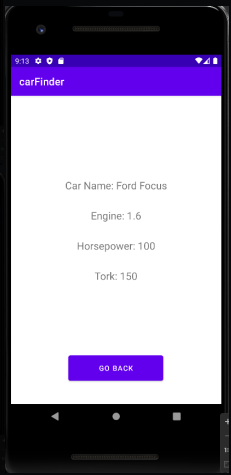 9:13
carFinder
Car Name: Ford Focus
Engine: 1.6
Horsepower: 100
Tork: 150
GO BACK